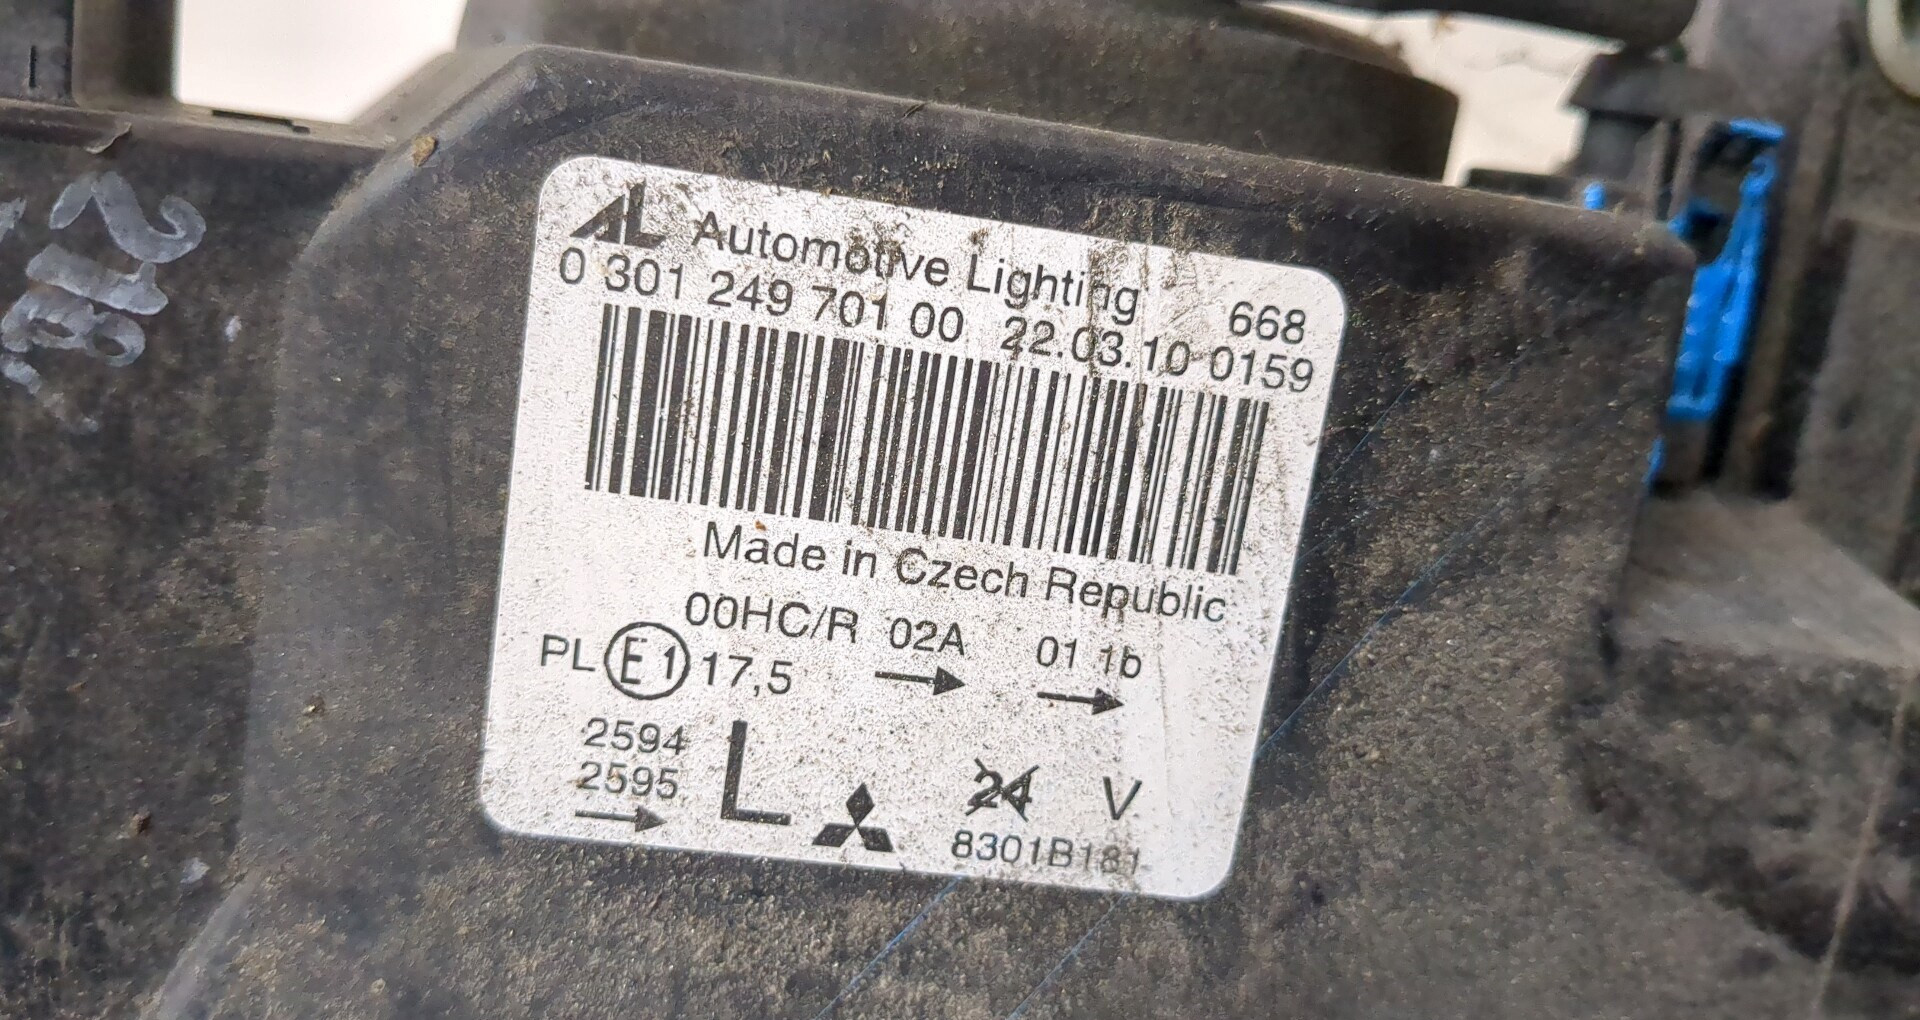 AL Automotive Lighting 668
0 301 249 701 00 22.03.10 0159
Made in Czech Republic
00HC/R 02A 01 1b
PL E1 17,5 → →
2594
2595 L 24 V
→ 8301B181